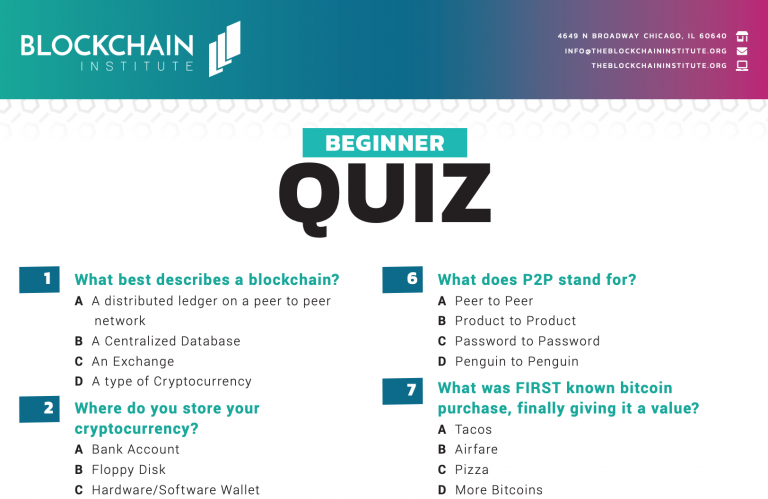 BLOCKCHAIN
INSTITUTE
4649 N BROADWAY CHICAGO, IL 60640
INFO@THEBLOCKCHAININSTITUTE.ORG
THEBLOCKCHAININSTITUTE.ORG
BEGINNER
QUIZ
1 What best describes a blockchain?
A A distributed ledger on a peer to peer
network
B A Centralized Database
C An Exchange
D A type of Cryptocurrency
2 Where do you store your
cryptocurrency?
A Bank Account
B Floppy Disk
C Hardware/Software Wallet
6 What does P2P stand for?
A Peer to Peer
B Product to Product
C Password to Password
D Penguin to Penguin
7 What was FIRST known bitcoin
purchase, finally giving it a value?
A Tacos
B Airfare
C Pizza
D More Bitcoins